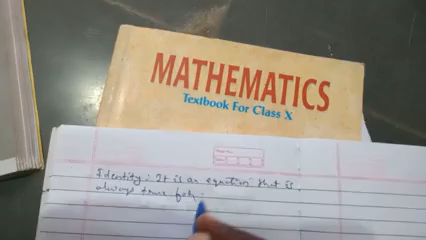 MATHEMATICS
Textbook For Class X
Identity : It is an equation that is
always true for